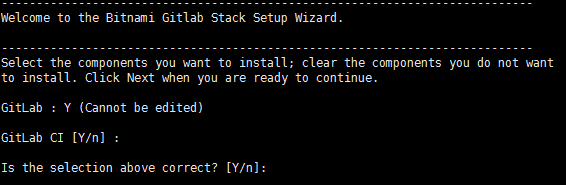 ----------------------------------------------------------------------------
Welcome to the Bitnami Gitlab Stack Setup Wizard.
----------------------------------------------------------------------------
Select the components you want to install; clear the components you do not want
to install. Click Next when you are ready to continue.
GitLab : Y (Cannot be edited)
GitLab CI [Y/n] :
Is the selection above correct? [Y/n]: